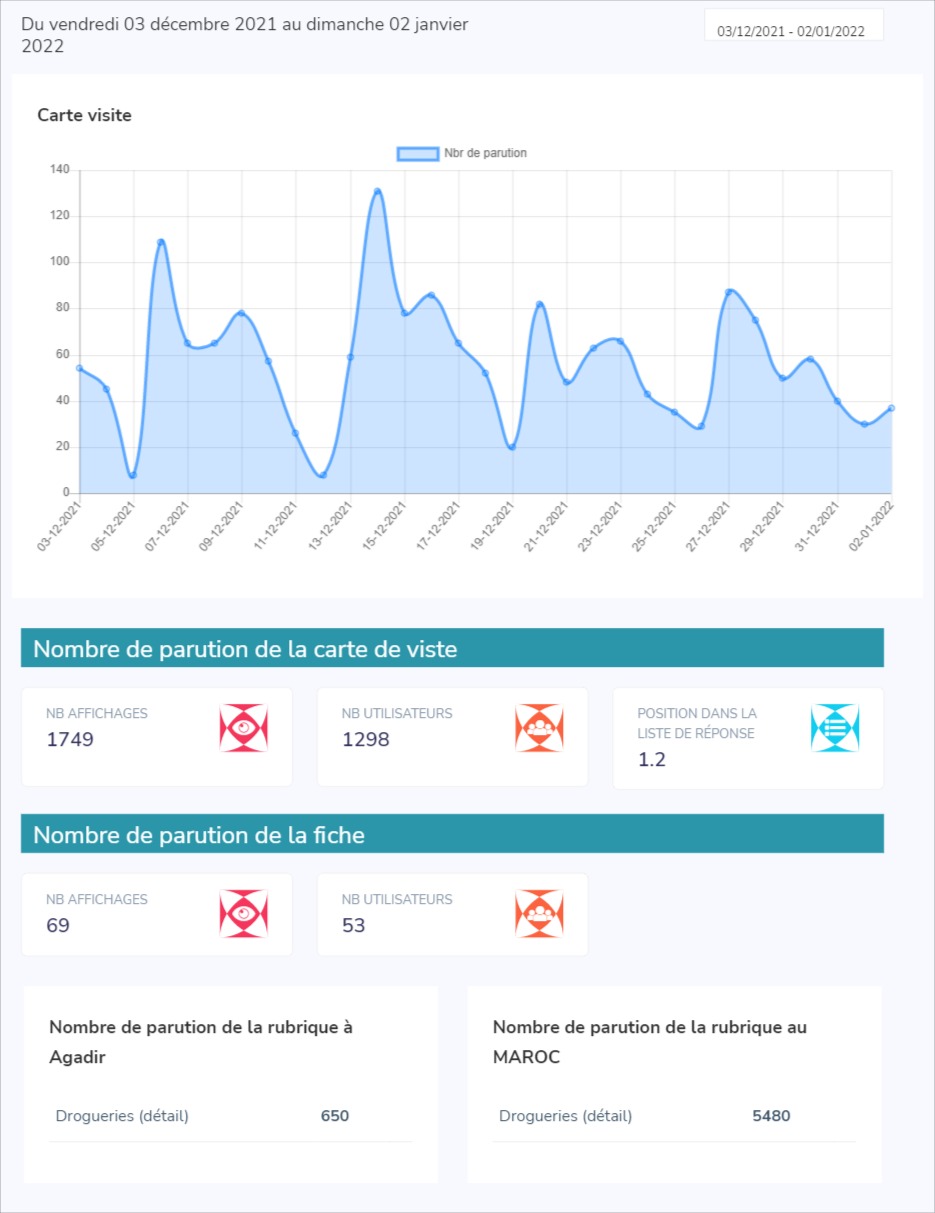 Du vendredi 03 décembre 2021 au dimanche 02 janvier
2022
03/12/2021 - 02/01/2022
Carte visite
Nbr de parution
140
120
100
80
60
40
20
0
03-12-2021
05-12-2021
07-12-2021
09-12-2021
11-12-2021
13-12-2021
15-12-2021
17-12-2021
19-12-2021
21-12-2021
23-12-2021
25-12-2021
27-12-2021
29-12-2021
31-12-2021
02-01-2022
Nombre de parution de la carte de viste
NB AFFICHAGES
1749
NB UTILISATEURS
1298
POSITION DANS LA
LISTE DE RÉPONSE
1.2
Nombre de parution de la fiche
NB AFFICHAGES
69
NB UTILISATEURS
53
Nombre de parution de la rubrique à
Agadir
Drogueries (détail) 650
Nombre de parution de la rubrique au
MAROC
Drogueries (détail) 5480